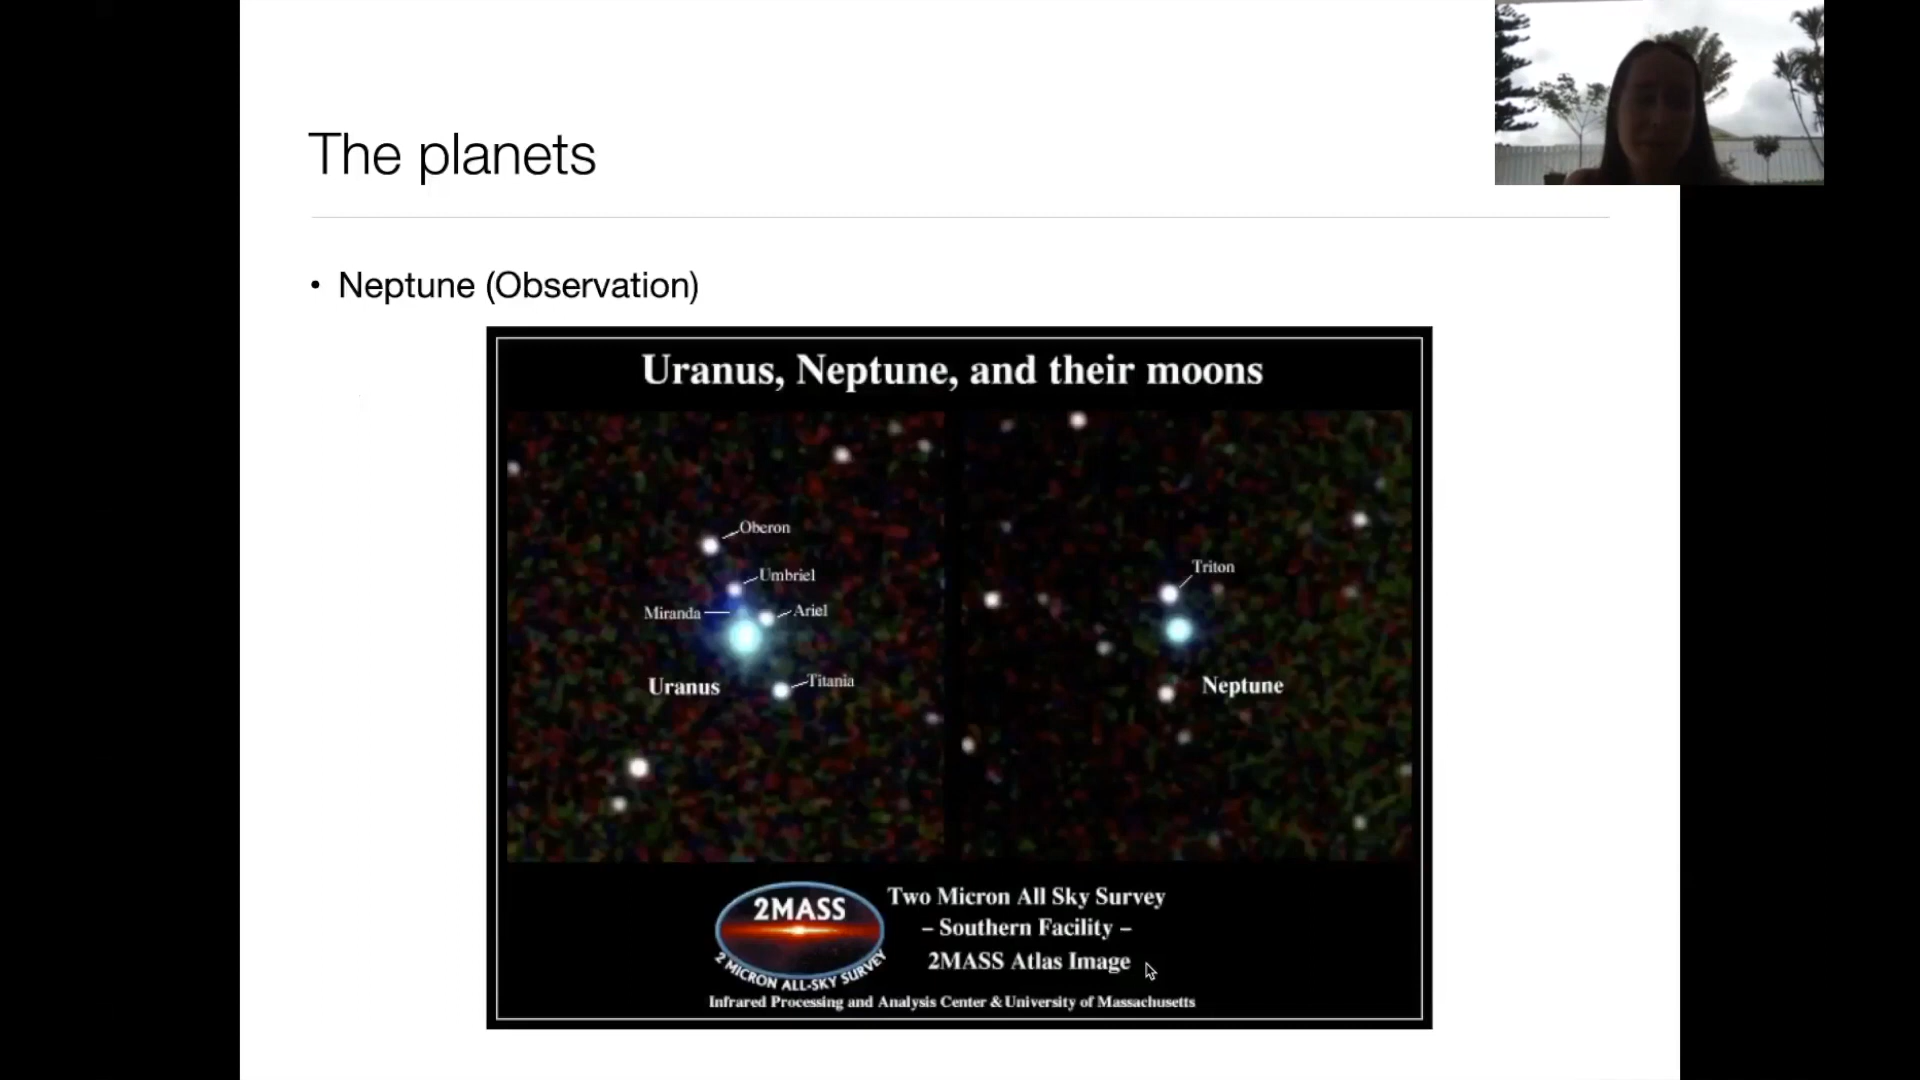 The planets
• Neptune (Observation)
Uranus, Neptune, and their moons
Oberon
Umbriel
Miranda
Ariel
Uranus
Titania
Triton
Neptune
2MASS
2 MICRON ALL-SKY SURVEY
Two Micron All Sky Survey
– Southern Facility –
2MASS Atlas Image
Infrared Processing and Analysis Center & University of Massachusetts